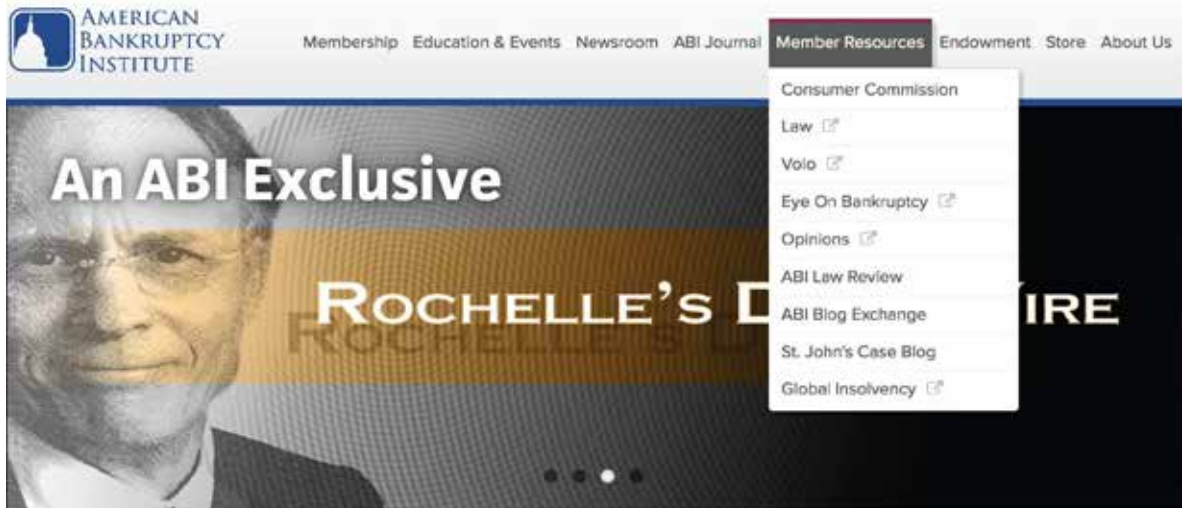 AMERICAN
BANKRUPTCY
INSTITUTE
Membership Education & Events Newsroom ABI Journal Member Resources Endowment Store About Us
Consumer Commission
Law
Volo
Eye On Bankruptcy
Opinions
ABI Law Review
ABI Blog Exchange
St. John's Case Blog
Global Insolvency
An ABI Exclusive
ROCHELLE'S